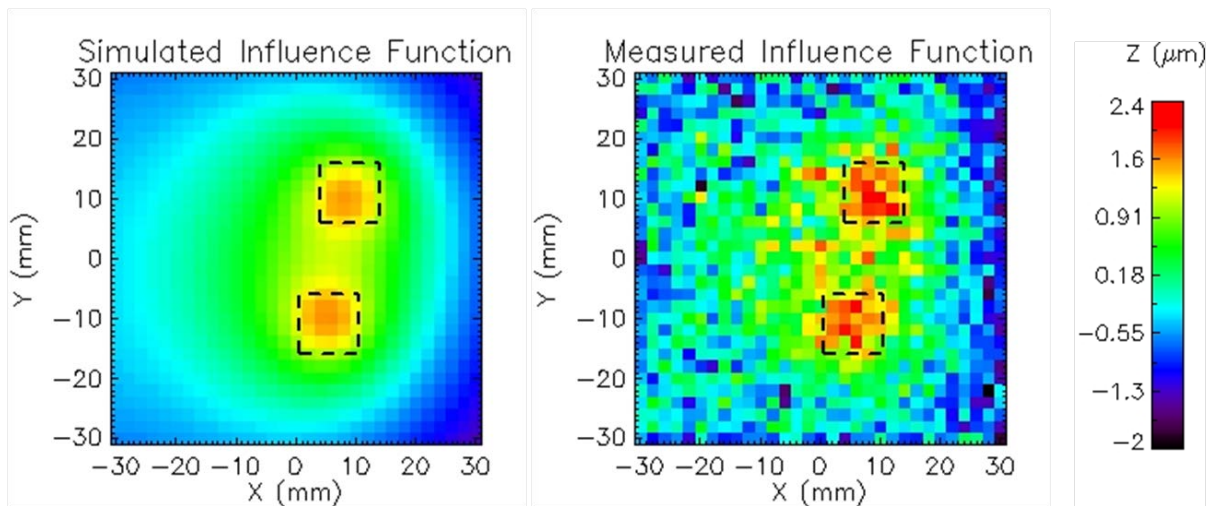 Simulated Influence Function
30
20
10
0
−10
−20
−30
Y (mm)
−30 −20 −10 0 10 20 30
X (mm)
Measured Influence Function
30
20
10
0
−10
−20
−30
Y (mm)
−30 −20 −10 0 10 20 30
X (mm)
Z (μm)
2.4
1.6
0.91
0.18
−0.55
−1.3
−2